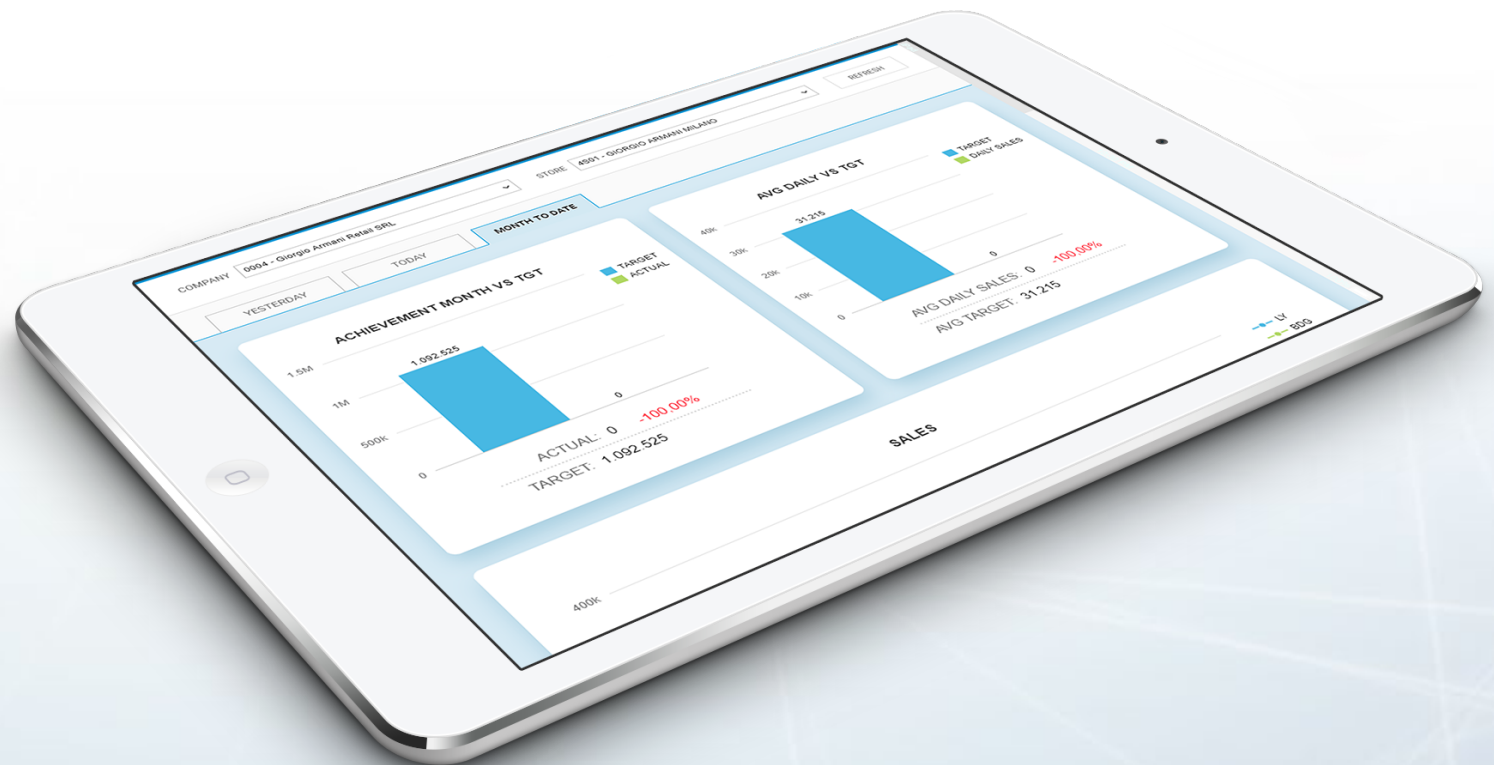 COMPANY 0004 - Giorgio Armani Retail SRL STORE 4S01 - GIORGIO ARMANI MILANO REFRESH
YESTERDAY TODAY MONTH TO DATE
ACHIEVEMENT MONTH VS TGT
TARGET
ACTUAL
1.5M
1M
500K
0
1.092.525
0
ACTUAL: 0 -100,00%
TARGET: 1.092.525
AVG DAILY VS TGT
TARGET
DAILY SALES
40k
30k
20k
10k
0
31.215
0
AVG DAILY SALES: 0 -100,00%
AVG TARGET: 31.215
SALES
LY
BDG
400K